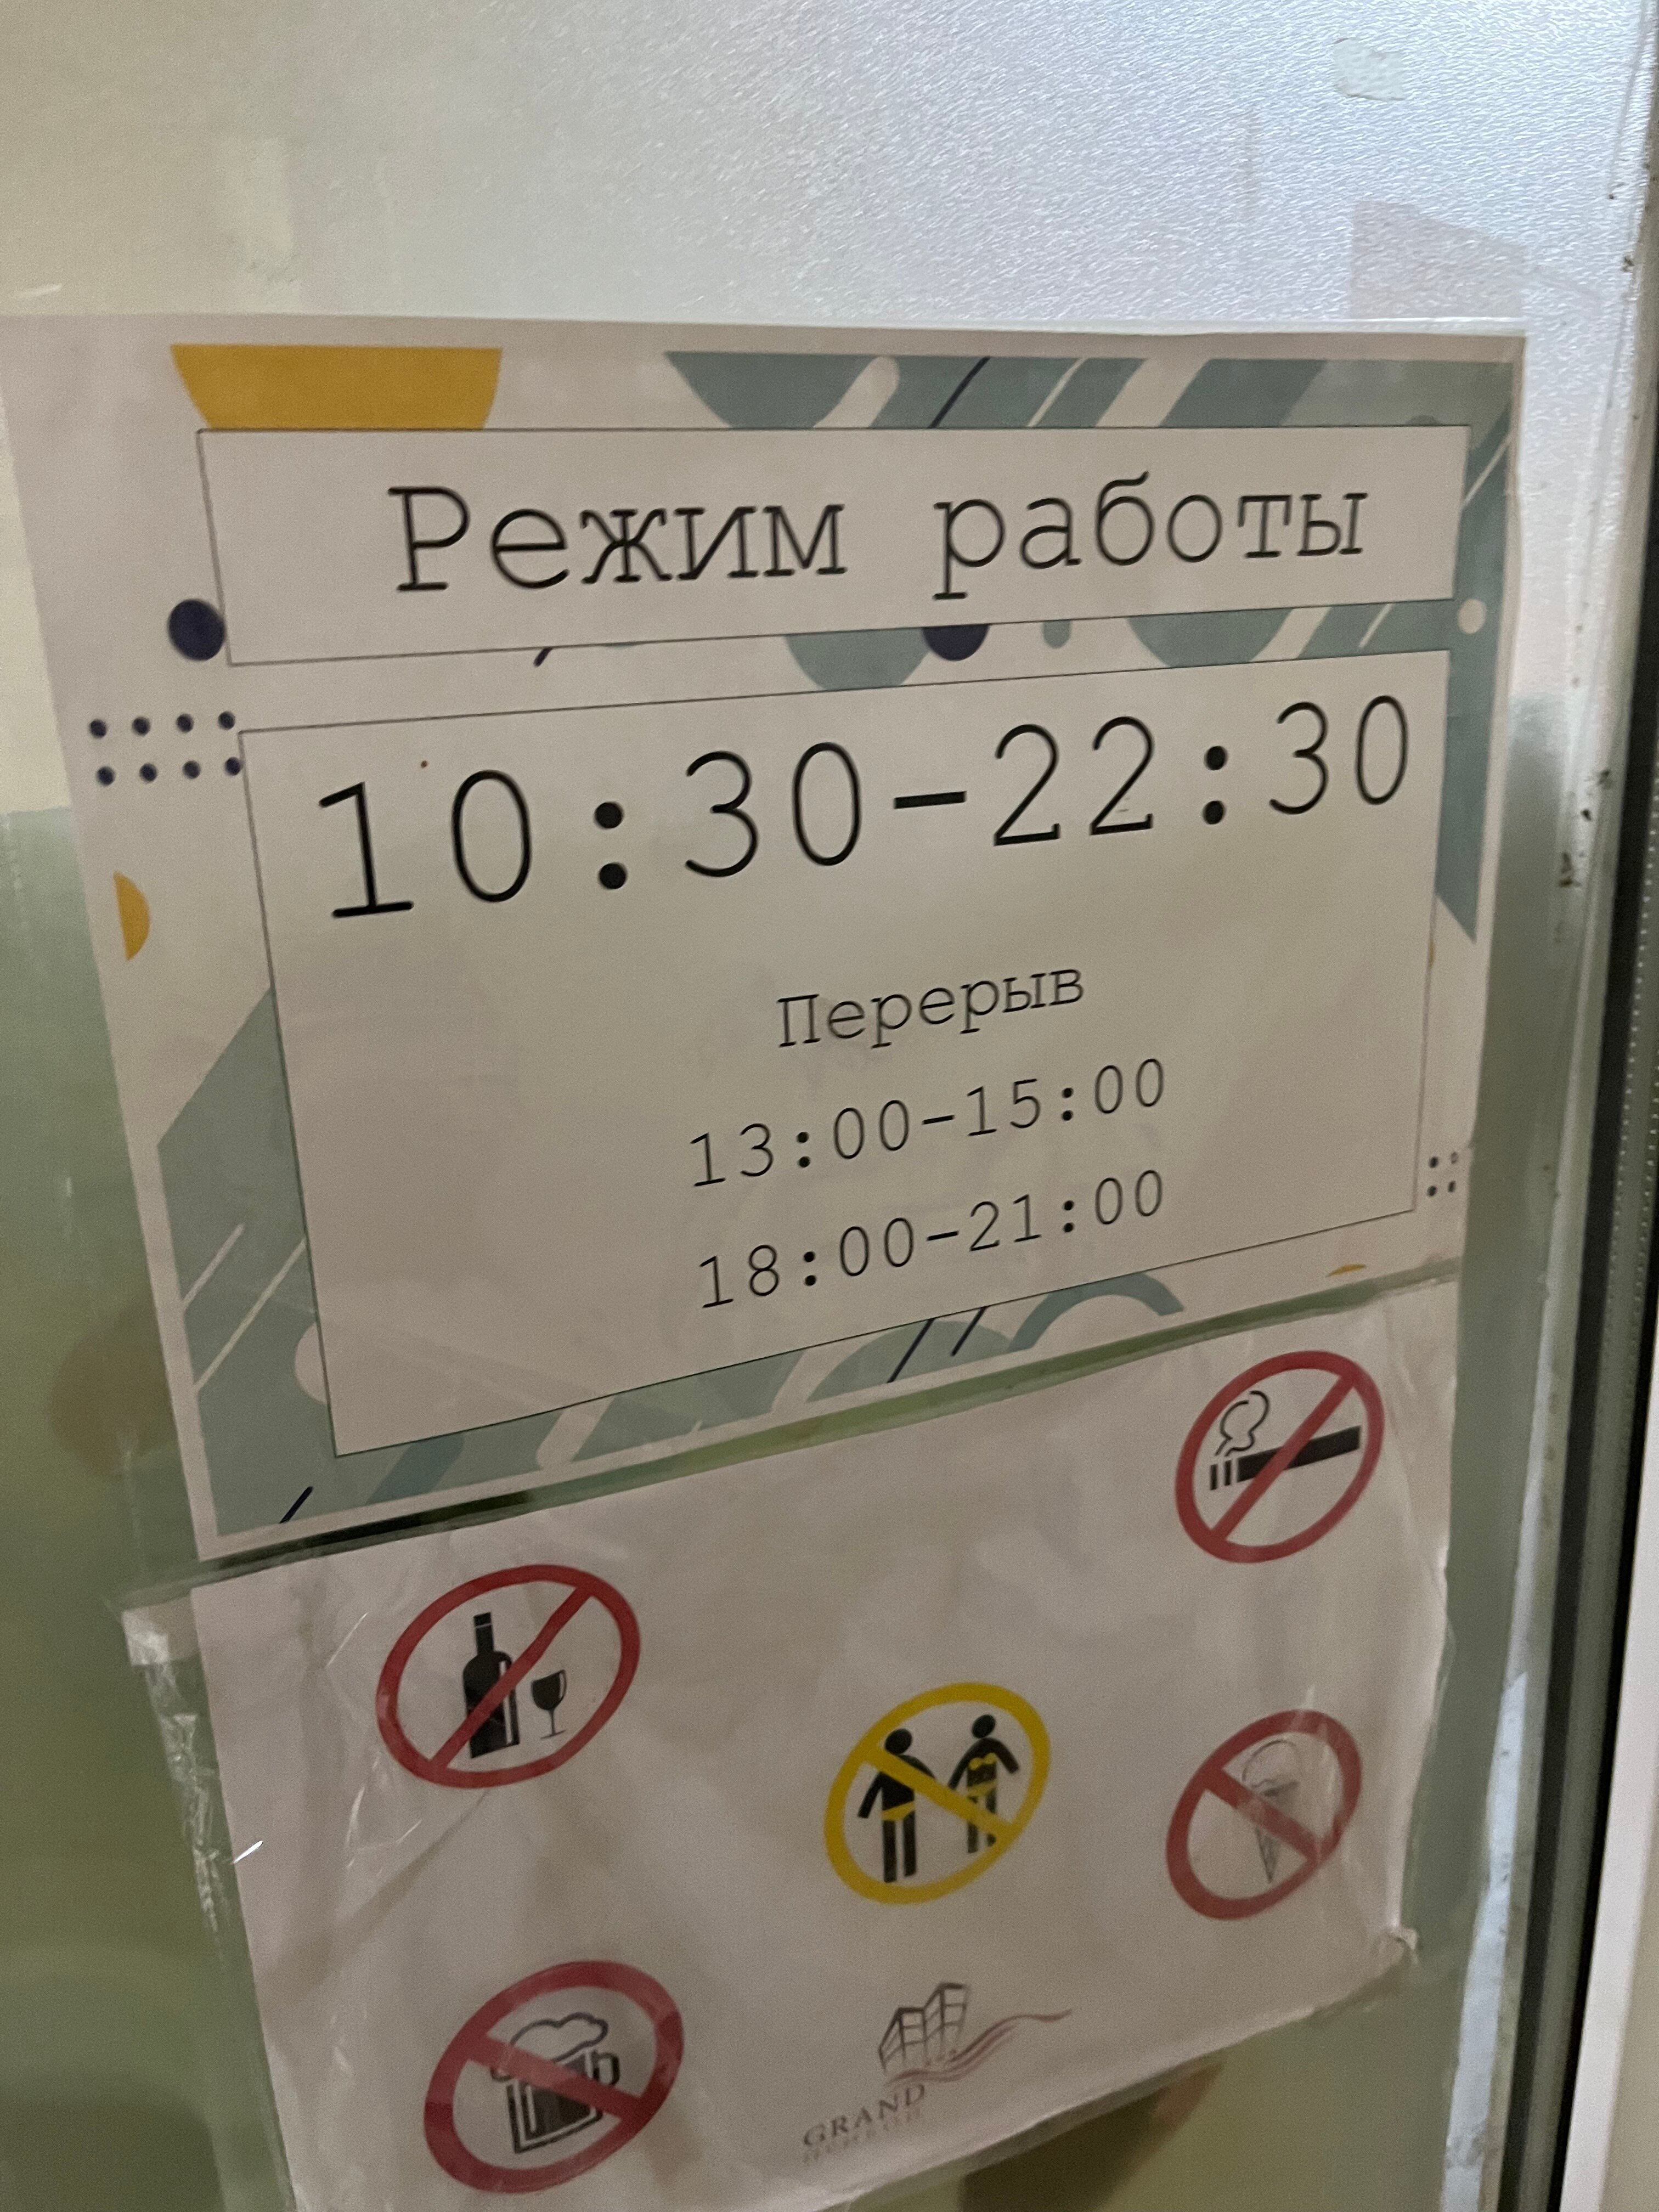 Режим работы
10:30-22:30
Перерыв
13:00-15:00
18:00-21:00
GRAND